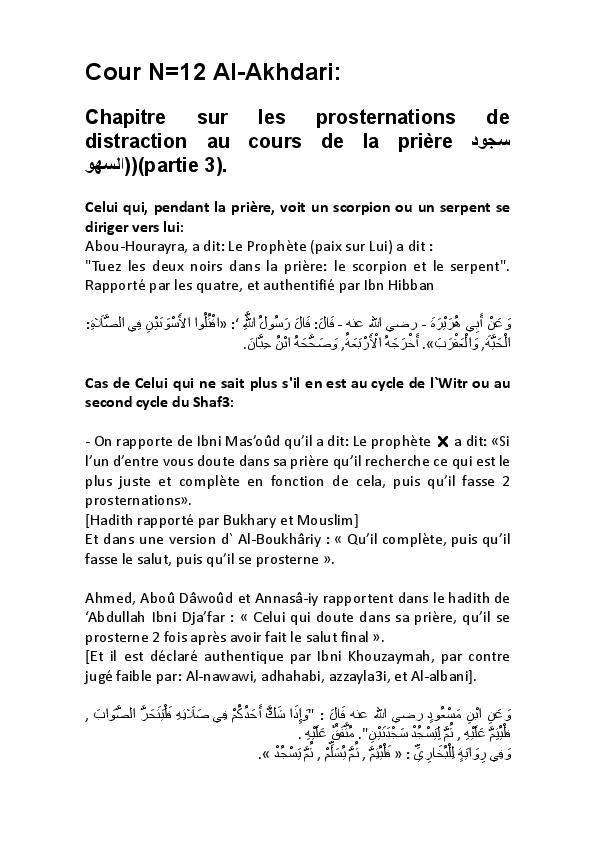 Cour N=12 Al-Akhdari:
Chapitre sur les prosternations de
distraction au cours de la prière سجود
السهو))(partie 3).
Celui qui, pendant la prière, voit un scorpion ou un serpent se
diriger vers lui:
Abou-Hourayra, a dit: Le Prophète (paix sur Lui) a dit :
"Tuez les deux noirs dans la prière: le scorpion et le serpent".
Rapporté par les quatre, et authentifié par Ibn Hibban
وَعَنْ أَبِي هُرَيْرَةَ - رضي الله عنه - قَالَ: قَالَ رَسُولُ اللَّهِ ‘: «اقْتُلُوا الْأَسْوَدَيْنِ فِي الصَّلَاةِ:
الْحَيَّةَ, وَالْعَقْرَبَ». أَخْرَجَهُ الْأَرْبَعَةُ, وَصَحَّحَهُ ابْنُ حِبَّانَ.
Cas de Celui qui ne sait plus s'il en est au cycle de l`Witr ou au
second cycle du Shaf3:
- On rapporte de Ibni Mas’oûd qu’il a dit: Le prophète ✗ a dit: «Si
l’un d’entre vous doute dans sa prière qu’il recherche ce qui est le
plus juste et complète en fonction de cela, puis qu’il fasse 2
prosternations».
[Hadith rapporté par Bukhary et Mouslim]
Et dans une version d` Al-Boukhâriy : « Qu’il complète, puis qu’il
fasse le salut, puis qu’il se prosterne ».
Ahmed, Aboû Dâwoûd et Annasâ-iy rapportent dans le hadith de
‘Abdullah Ibni Dja’far : « Celui qui doute dans sa prière, qu’il se
prosterne 2 fois après avoir fait le salut final ».
[Et il est déclaré authentique par Ibni Khouzaymah, par contre
jugé faible par: Al-nawawi, adhahabi, azzayla3i, et Al-albani].
وَعَنِ ابْنِ مَسْعُودٍ رضي الله عنه قَالَ : "وَإِذَا شَكَّ أَحَدُكُمْ فِي صَلَاتِهِ فَلْيَتَحَرَّ الصَّوَابَ ,
فَلْيُتِمَّ عَلَيْهِ , ثُمَّ لِيَسْجُدْ سَجْدَتَيْنِ". مُتَّفَقٌ عَلَيْهِ .
وَفِي رِوَايَةٍ لِلْبُخَارِيِّ : « فَلْيُتِمَّ , ثُمَّ يُسَلِّمْ , ثُمَّ يَسْجُدْ ».